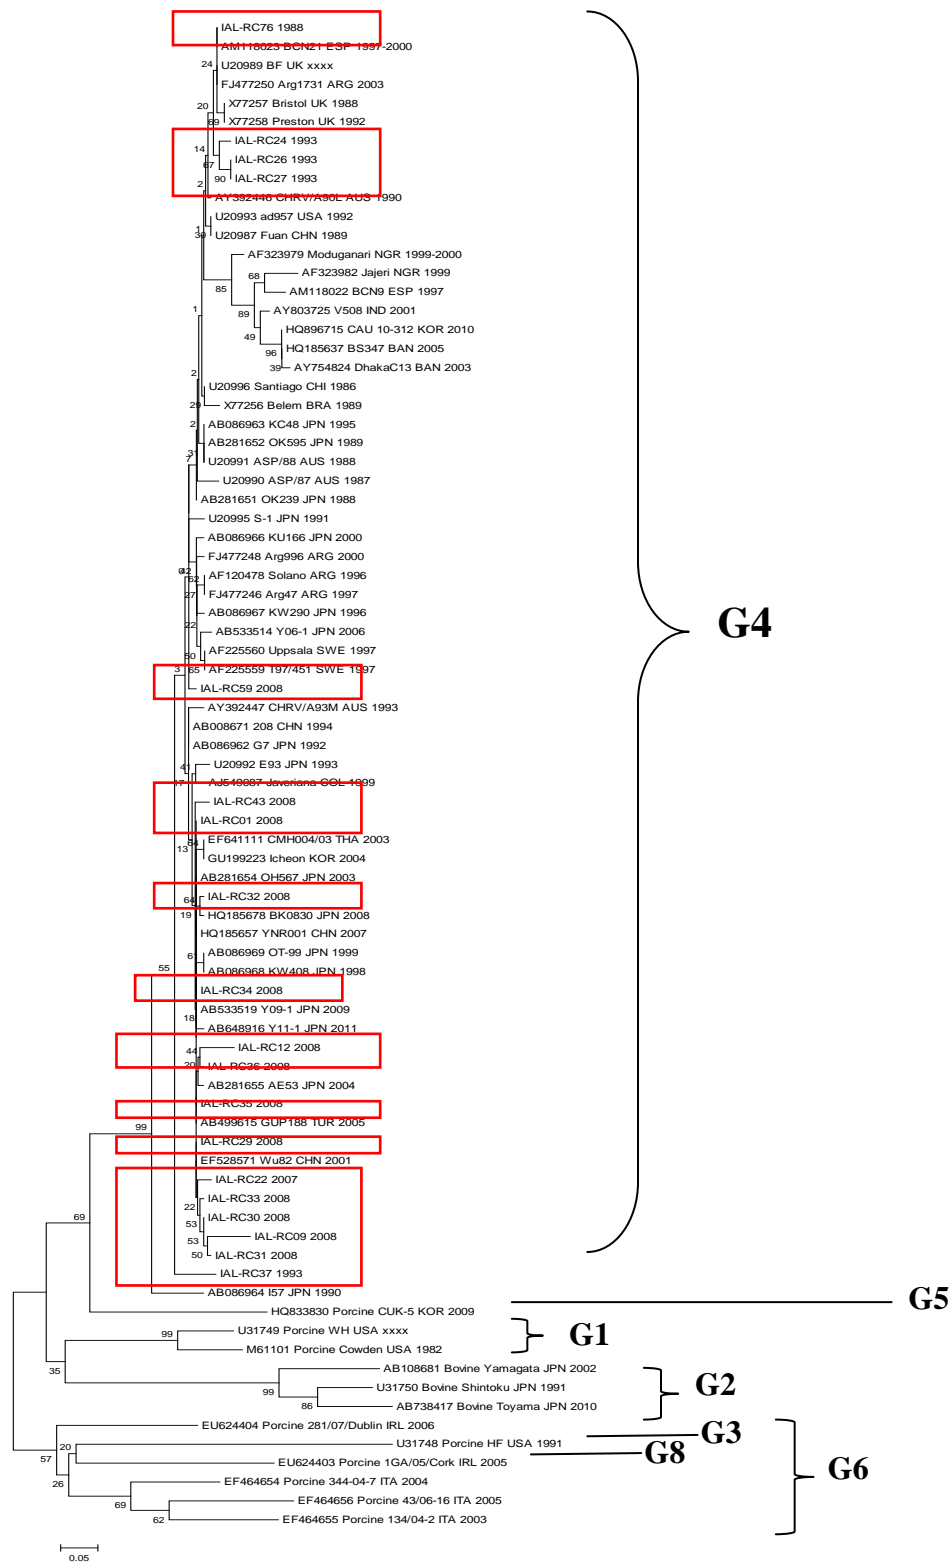 IAL-RC76 1988
AM118023 BCN21 ESP 1997-2000
24
U20989 BF UK xxxx
FJ477250 Arg1731 ARG 2003
20
X77257 Bristol UK 1988
69
X77258 Preston UK 1992
IAL-RC24 1993
14
67
IAL-RC26 1993
90
IAL-RC27 1993
2
AY392446 CHRV/A90L AUS 1990
U20993 ad957 USA 1992
1
39
U20987 Fuan CHN 1989
AF323979 Moduganari NGR 1999-2000
68
AF323982 Jajeri NGR 1999
85
AM118022 BCN9 ESP 1997
1
89
AY803725 V508 IND 2001
49
HQ896715 CAU 10-312 KOR 2010
96
HQ185637 BS347 BAN 2005
39
AY754824 DhakaC13 BAN 2003
2
U20996 Santiago CHI 1986
29
X77256 Belem BRA 1989
2
AB086963 KC48 JPN 1995
AB281652 OK595 JPN 1989
31
7
U20991 ASP/88 AUS 1988
U20990 ASP/87 AUS 1987
AB281651 OK239 JPN 1988
U20995 S-1 JPN 1991
AB086966 KU166 JPN 2000
FJ477248 Arg996 ARG 2000
42
62
AF120478 Solano ARG 1996
27
FJ477246 Arg47 ARG 1997
AB086967 KW290 JPN 1996
22
G4
AB533514 Y06-1 JPN 2006
50
AF225560 Uppsala SWE 1997
3
65
AF225559 T97/451 SWE 1997
IAL-RC59 2008
AY392447 CHRV/A93M AUS 1993
AB008671 208 CHN 1994
AB086962 G7 JPN 1992
41
U20992 E93 JPN 1993
17
AJ549087 Javeriana COL 1999
IAL-RC43 2008
IAL-RC01 2008
64
EF641111 CMH004/03 THA 2003
13
GU199223 Icheon KOR 2004
AB281654 OH567 JPN 2003
64
IAL-RC32 2008
19
HQ185678 BK0830 JPN 2008
HQ185657 YNR001 CHN 2007
61
AB086969 OT-99 JPN 1999
55
AB086968 KW408 JPN 1998
IAL-RC34 2008
AB533519 Y09-1 JPN 2009
18
AB648916 Y11-1 JPN 2011
44
IAL-RC12 2008
20
IAL-RC36 2008
AB281655 AE53 JPN 2004
IAL-RC35 2008
99
AB499615 GUP188 TUR 2005
IAL-RC29 2008
EF528571 Wu82 CHN 2001
IAL-RC22 2007
IAL-RC33 2008
22
IAL-RC30 2008
69
53
IAL-RC09 2008
53
50
IAL-RC31 2008
IAL-RC37 1993
AB086964 I57 JPN 1990
G5
HQ833830 Porcine CUK-5 KOR 2009
99
U31749 Porcine WH USA xxxx
G1
M61101 Porcine Cowden USA 1982
35
AB108681 Bovine Yamagata JPN 2002
99
U31750 Bovine Shintoku JPN 1991
G2
86
AB738417 Bovine Toyama JPN 2010
EU624404 Porcine 281/07/Dublin IRL 2006
G3
20
U31748 Porcine HF USA 1991
G8
57
EU624403 Porcine 1GA/05/Cork IRL 2005
G6
26
EF464654 Porcine 344-04-7 ITA 2004
69
EF464656 Porcine 43/06-16 ITA 2005
62
EF464655 Porcine 134/04-2 ITA 2003
0.05